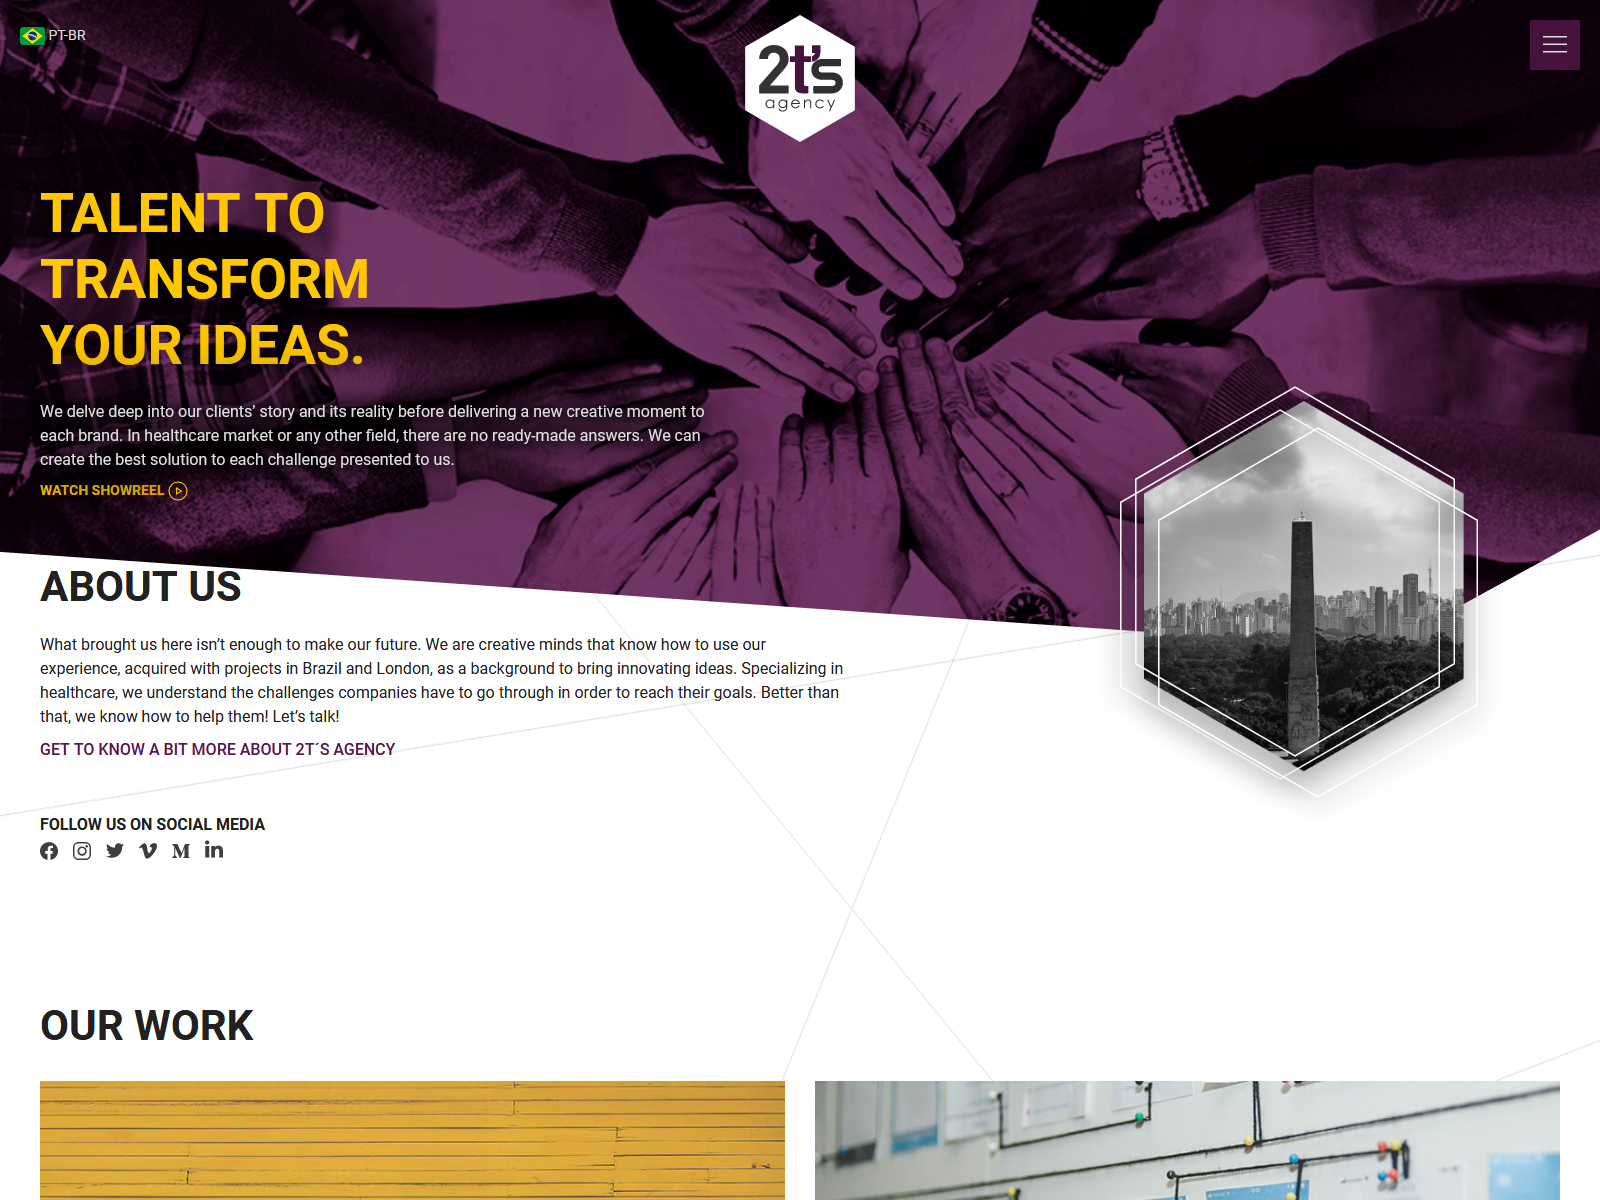 PT-BR
2t's
agency
TALENT TO
TRANSFORM
YOUR IDEAS.
We delve deep into our clients’ story and its reality before delivering a new creative moment to
each brand. In healthcare market or any other field, there are no ready-made answers. We can
create the best solution to each challenge presented to us.
WATCH SHOWREEL
ABOUT US
What brought us here isn’t enough to make our future. We are creative minds that know how to use our
experience, acquired with projects in Brazil and London, as a background to bring innovating ideas. Specializing in
healthcare, we understand the challenges companies have to go through in order to reach their goals. Better than
that, we know how to help them! Let’s talk!
GET TO KNOW A BIT MORE ABOUT 2T´S AGENCY
FOLLOW US ON SOCIAL MEDIA
OUR WORK